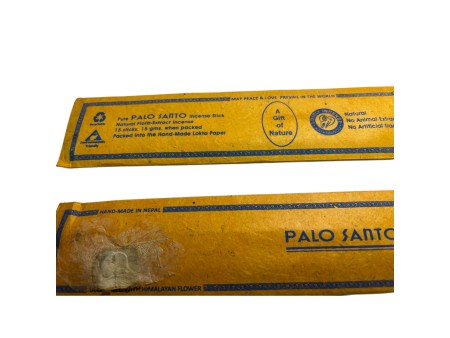 MAY PEACE & LOVE PREVAIL IN THE WORLD
Pure PALO SANTO Incense Stick
Natural Plant-Extract Incense
15 sticks, 19 gms. when packed
Packed into the Hand-Made Lokta Paper
A
Gift
of
Nature
Natural
No Animal Extra
No Artificial fra
HAND-MADE IN NEPAL
PALO SANTO
HIMALAYAN FLOWER